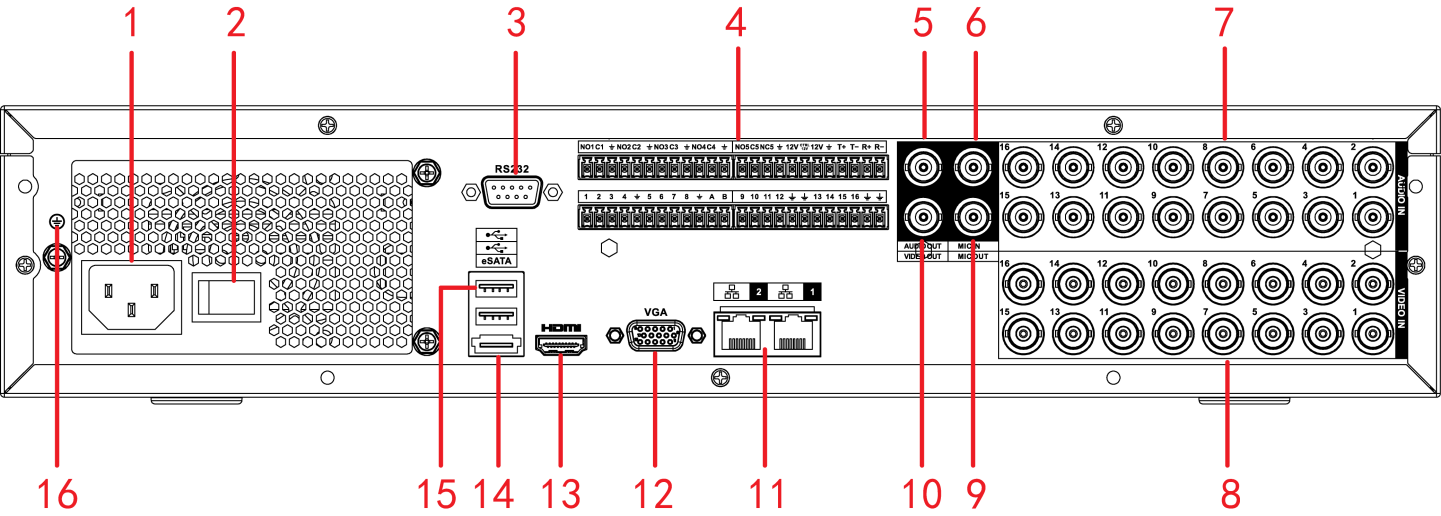 1 2 3 4 5 6 7
RS232
NO1 C1 ⏚ NO2 C2 ⏚ NO3 C3 ⏚ NO4 C4 ⏚ NO5 C5 NC5 ⏚ 12V 12V ⏚ T+ T− R+ R−
1 2 3 4 ⏚ 5 6 7 8 ⏚ A B 9 10 11 12 ⏚ ⏚ 13 14 15 16 ⏚ ⏚
16 14 12 10 8 6 4 2
15 13 11 9 7 5 3 1
AUDIO IN
AUDIO OUT MIC IN
VIDEO OUT MIC OUT
eSATA
HDMI
VGA
2 1
16 14 12 10 8 6 4 2
15 13 11 9 7 5 3 1
VIDEO IN
16 15 14 13 12 11 10 9 8